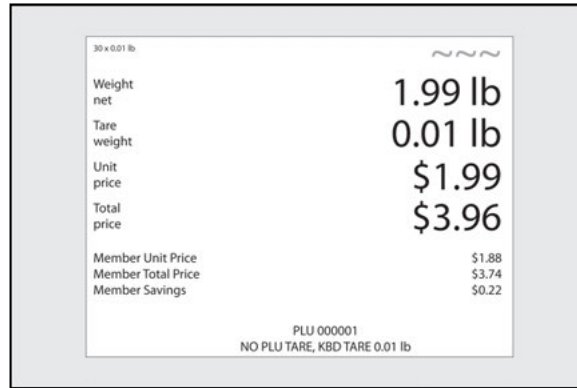 30 x 0.01 lb
~~~
Weight
net
1.99 lb
Tare
weight
0.01 lb
Unit
price
$1.99
Total
price
$3.96
Member Unit Price $1.88
Member Total Price $3.74
Member Savings $0.22
PLU 000001
NO PLU TARE, KBD TARE 0.01 lb